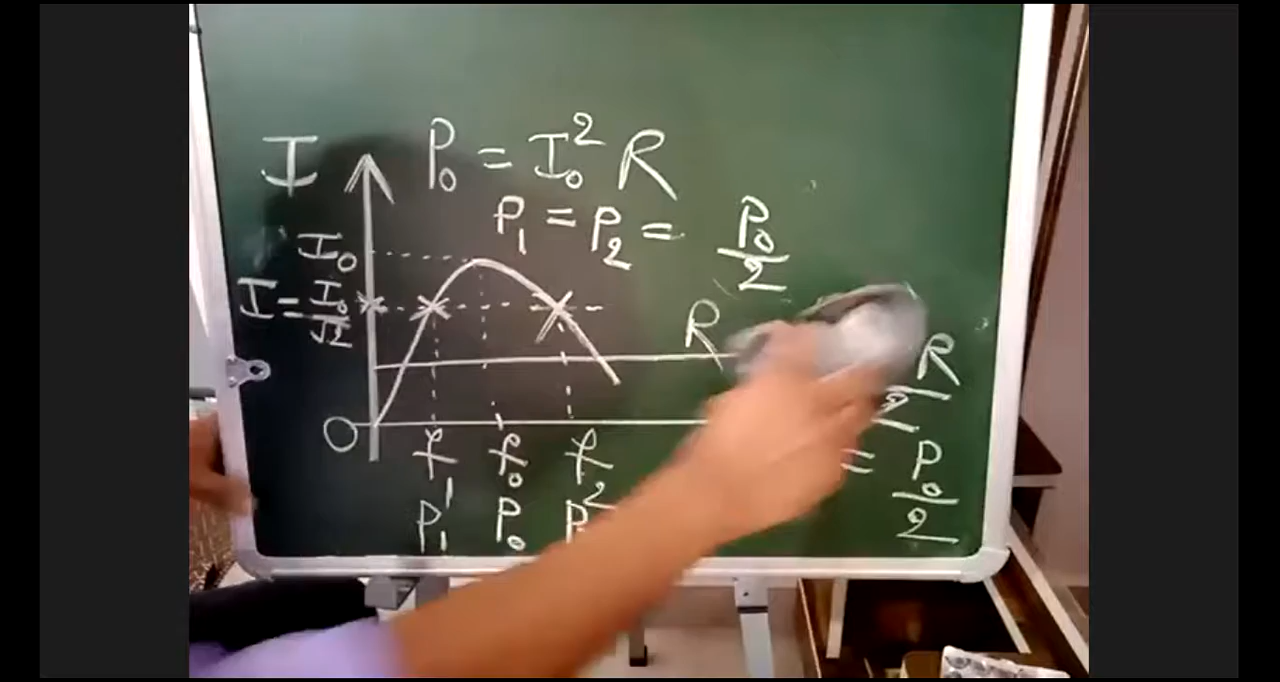 I
P₀ = I₀² R
P₁ = P₂ = P₀/2
I₀
I = I₀/√2
R
R
O
= P₀/2
f₁ f₀ f₂
P₁ P₀ P